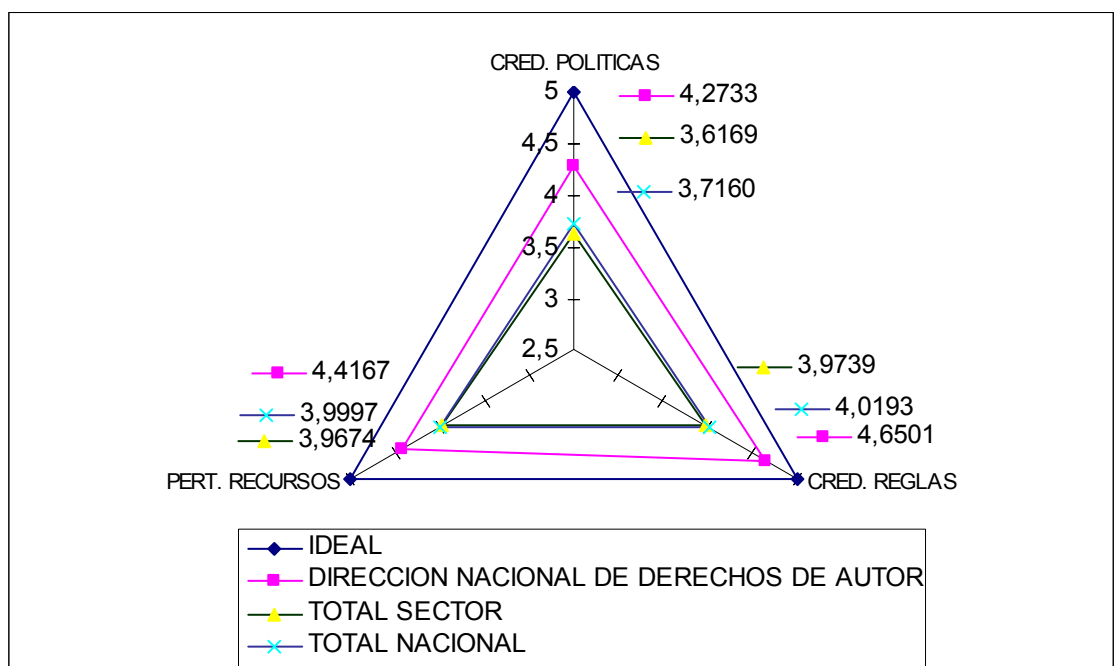 CRED. POLITICAS
5
4,5
4
3,5
3
2,5
4,2733
3,6169
3,7160
4,4167
3,9997
3,9674
3,9739
4,0193
4,6501
PERT. RECURSOS
CRED. REGLAS
IDEAL
DIRECCION NACIONAL DE DERECHOS DE AUTOR
TOTAL SECTOR
TOTAL NACIONAL